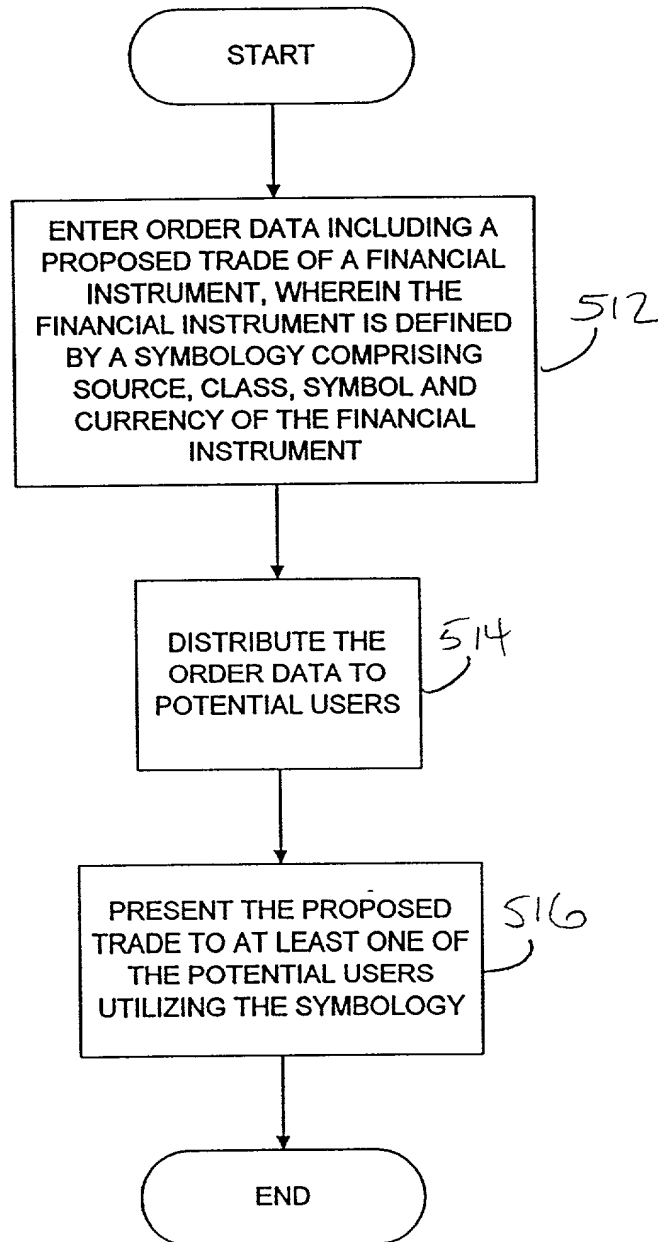 START
ENTER ORDER DATA INCLUDING A
PROPOSED TRADE OF A FINANCIAL
INSTRUMENT, WHEREIN THE
FINANCIAL INSTRUMENT IS DEFINED
BY A SYMBOLOGY COMPRISING
SOURCE, CLASS, SYMBOL AND
CURRENCY OF THE FINANCIAL
INSTRUMENT
512
DISTRIBUTE THE
ORDER DATA TO
POTENTIAL USERS
514
PRESENT THE PROPOSED
TRADE TO AT LEAST ONE OF
THE POTENTIAL USERS
UTILIZING THE SYMBOLOGY
516
END